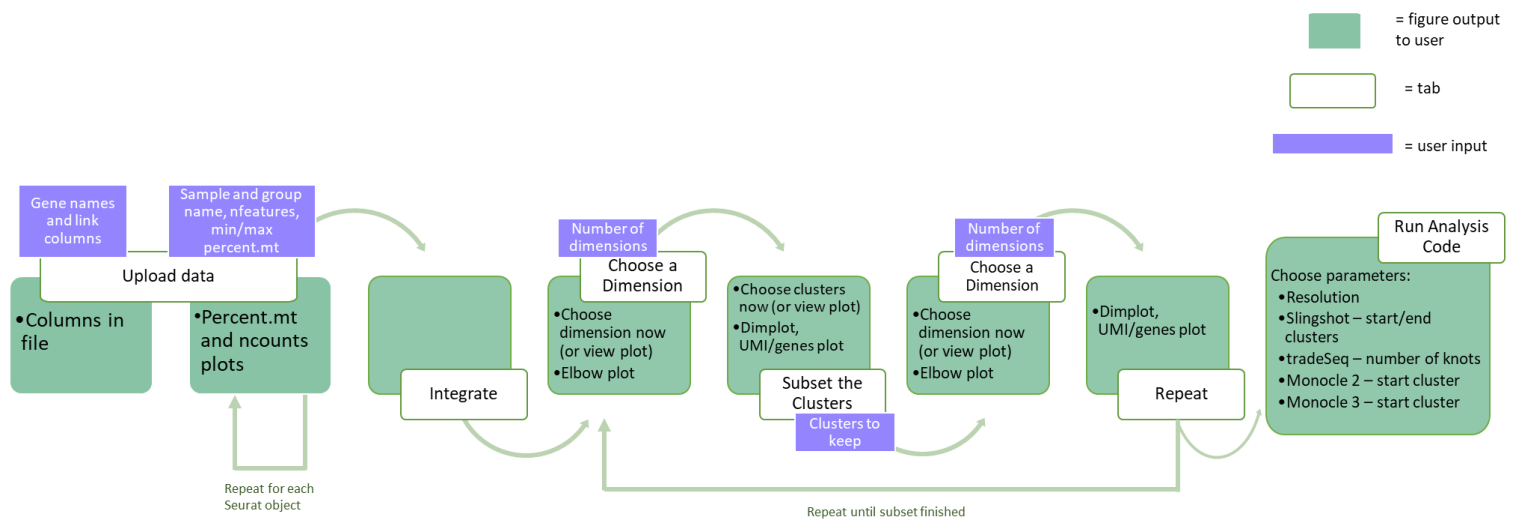 = figure output
to user
= tab
= user input
Gene names
and link
columns
Sample and group
name, nfeatures,
min/max
percent.mt
Upload data
•Columns in
file
•Percent.mt
and ncounts
plots
Repeat for each
Seurat object
Integrate
Number of
dimensions
Choose a
Dimension
•Choose
dimension now
(or view plot)
•Elbow plot
•Choose clusters
now (or view plot)
•Dimplot,
UMI/genes plot
Subset the
Clusters
Clusters to
keep
Number of
dimensions
Choose a
Dimension
•Choose
dimension now
(or view plot)
•Elbow plot
•Dimplot,
UMI/genes plot
Repeat
Repeat until subset finished
Run Analysis
Code
Choose parameters:
•Resolution
•Slingshot – start/end
clusters
•tradeSeq – number of knots
•Monocle 2 – start cluster
•Monocle 3 – start cluster